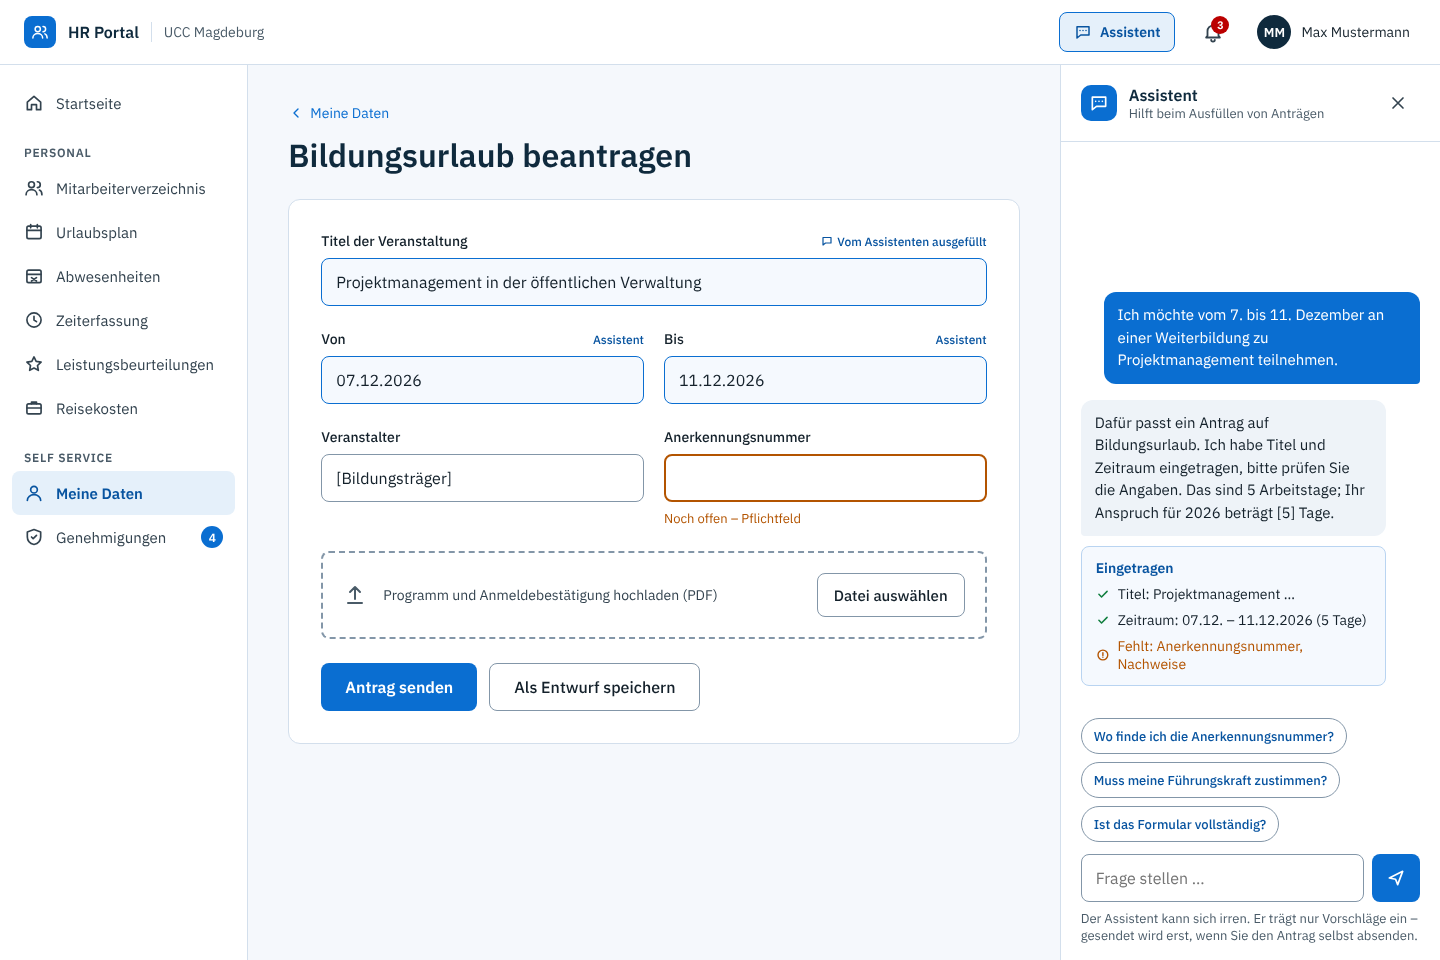 HR Portal
UCC Magdeburg
Assistent
3
MM
Max Mustermann
Startseite
PERSONAL
Mitarbeiterverzeichnis
Urlaubsplan
Abwesenheiten
Zeiterfassung
Leistungsbeurteilungen
Reisekosten
SELF SERVICE
Meine Daten
Genehmigungen
4
Meine Daten
Bildungsurlaub beantragen
Titel der Veranstaltung
Vom Assistenten ausgefüllt
Projektmanagement in der öffentlichen Verwaltung
Von
Assistent
Bis
Assistent
07.12.2026
11.12.2026
Veranstalter
Anerkennungsnummer
[Bildungsträger]
Noch offen – Pflichtfeld
Programm und Anmeldebestätigung hochladen (PDF)
Datei auswählen
Antrag senden
Als Entwurf speichern
Assistent
Hilft beim Ausfüllen von Anträgen
Ich möchte vom 7. bis 11. Dezember an
einer Weiterbildung zu
Projektmanagement teilnehmen.
Dafür passt ein Antrag auf
Bildungsurlaub. Ich habe Titel und
Zeitraum eingetragen, bitte prüfen Sie
die Angaben. Das sind 5 Arbeitstage; Ihr
Anspruch für 2026 beträgt [5] Tage.
Eingetragen
Titel: Projektmanagement ...
Zeitraum: 07.12. – 11.12.2026 (5 Tage)
Fehlt: Anerkennungsnummer,
Nachweise
Wo finde ich die Anerkennungsnummer?
Muss meine Führungskraft zustimmen?
Ist das Formular vollständig?
Frage stellen ...
Der Assistent kann sich irren. Er trägt nur Vorschläge ein –
gesendet wird erst, wenn Sie den Antrag selbst absenden.